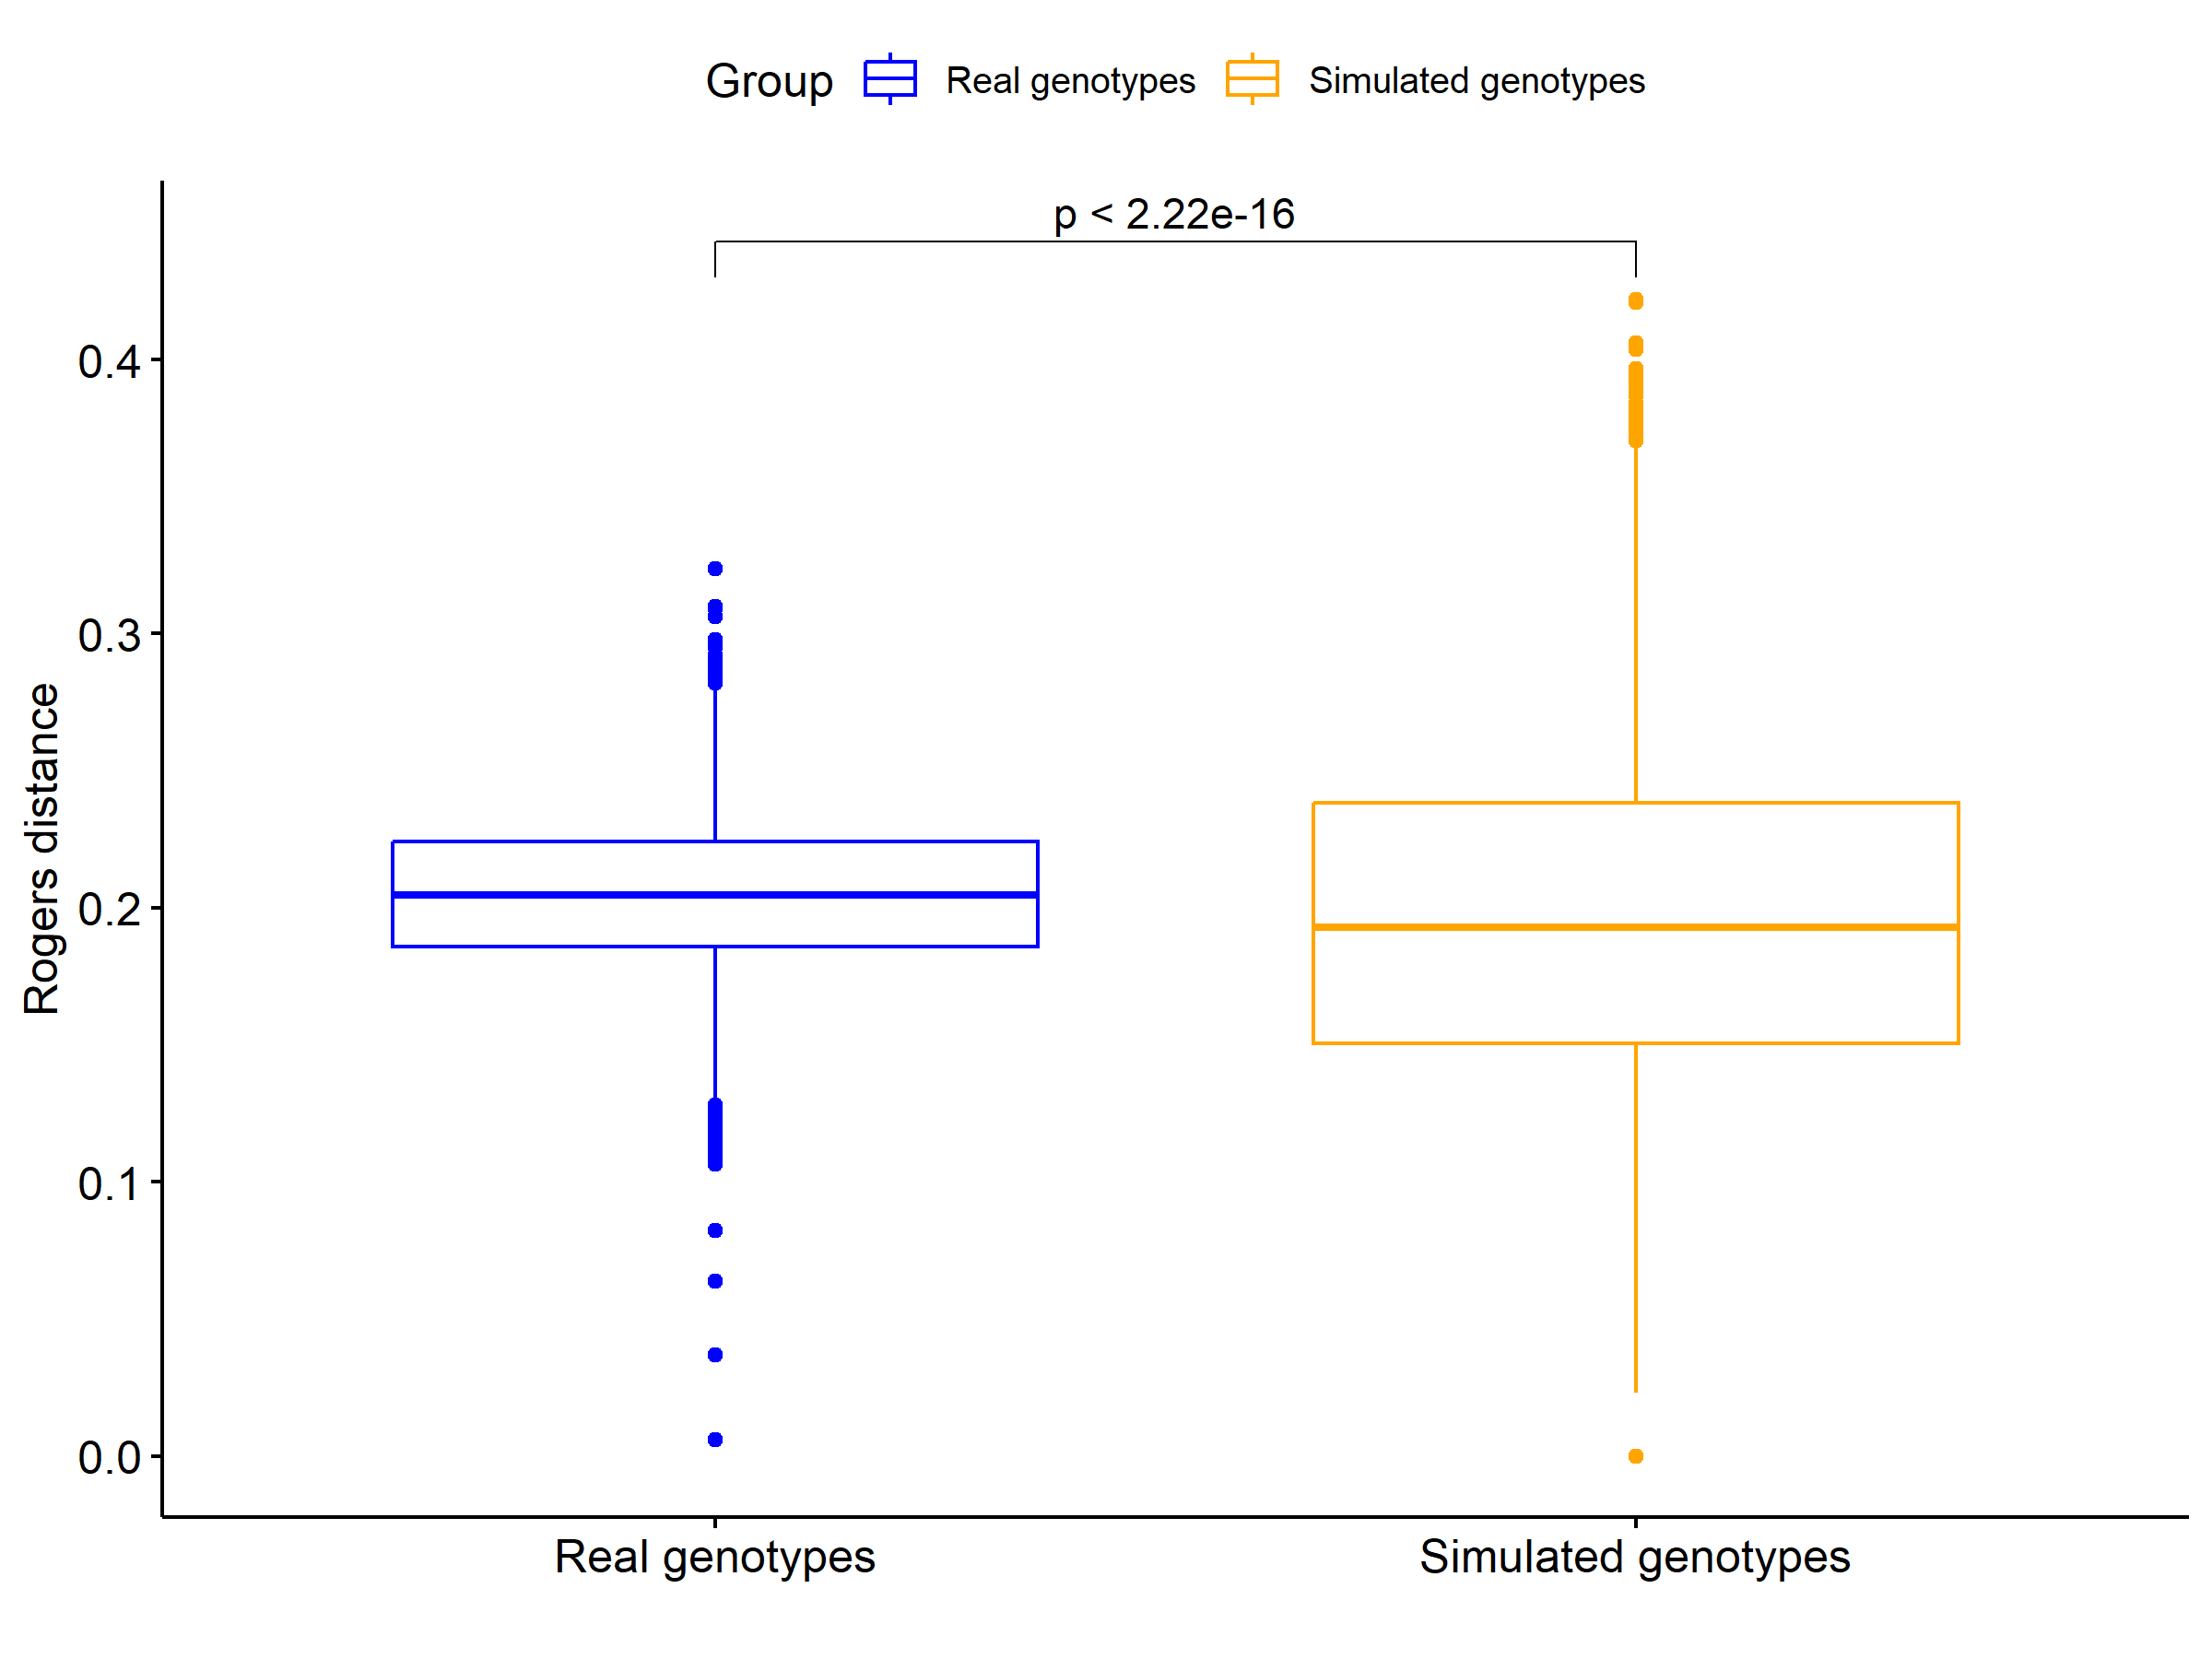 Group Real genotypes Simulated genotypes
p < 2.22e-16
0.4
0.3
0.2
0.1
0.0
Rogers distance
Real genotypes Simulated genotypes